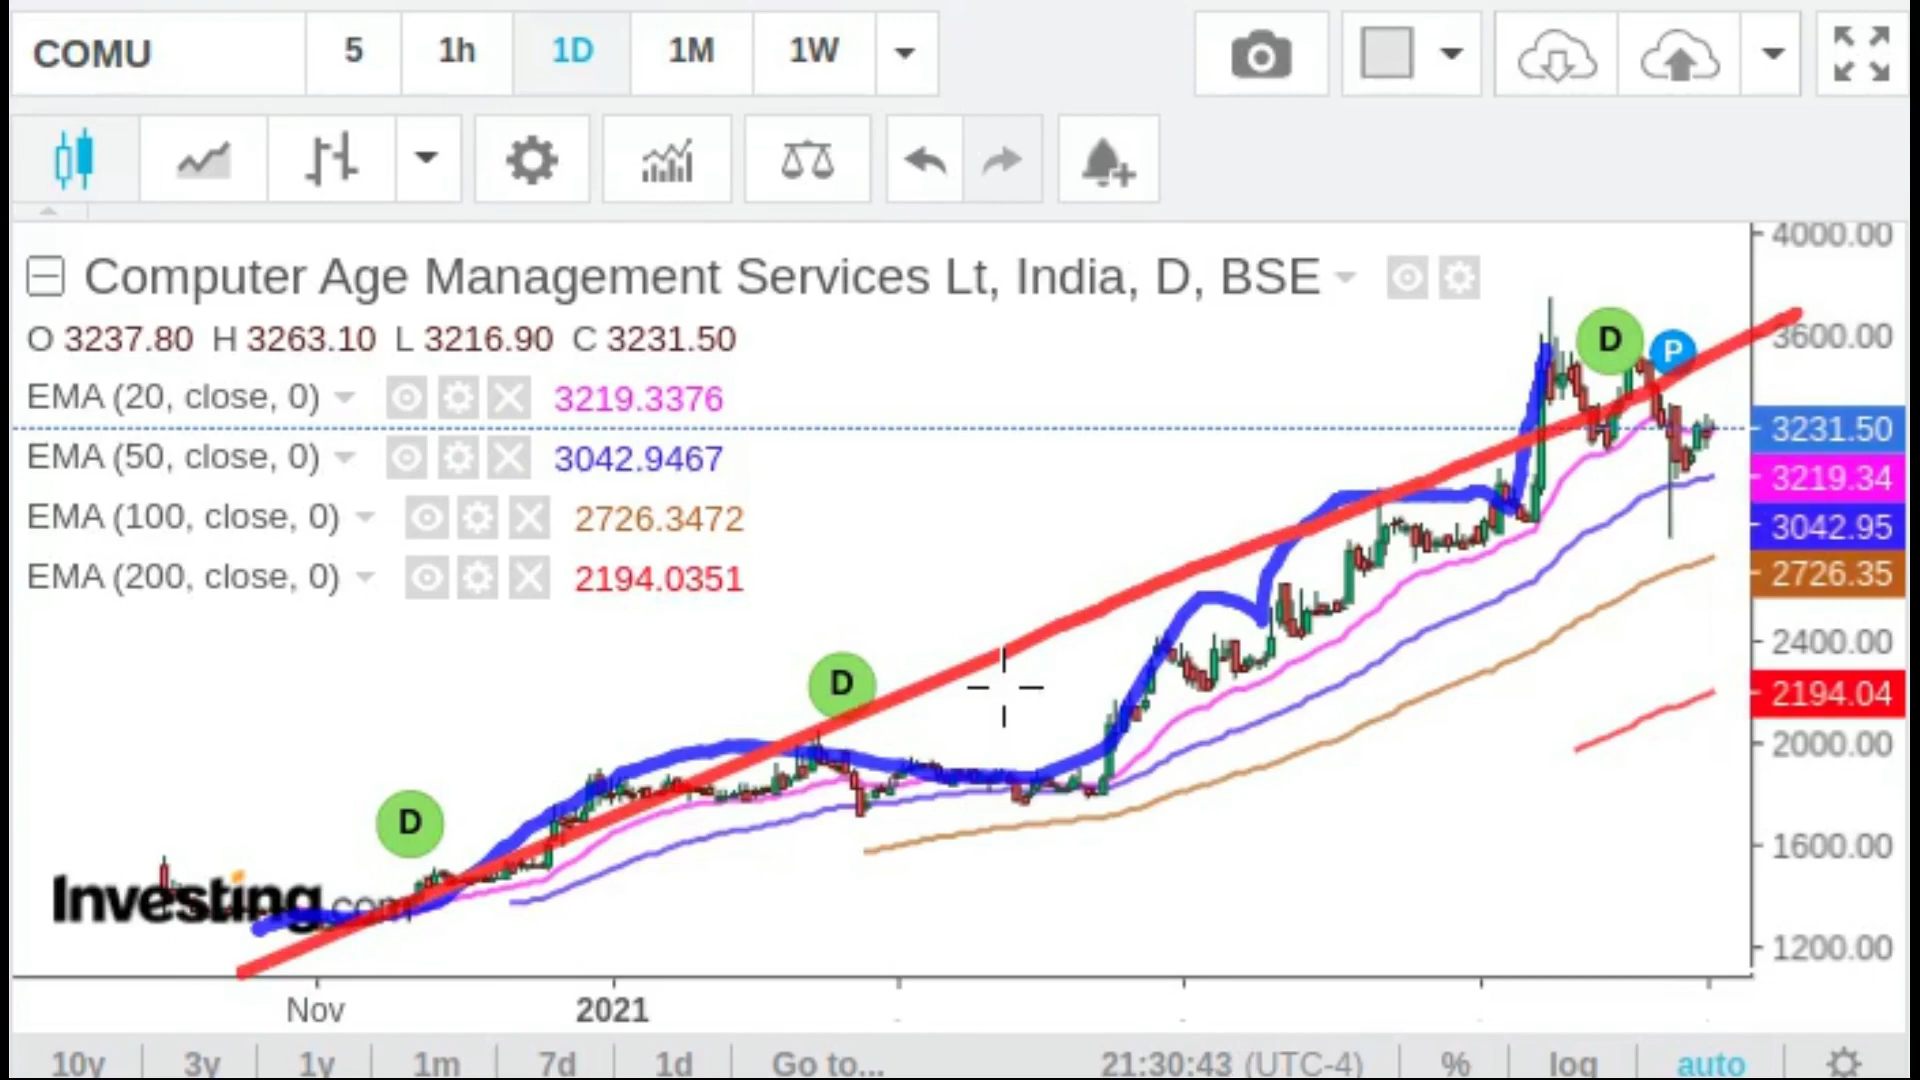 COMU 5 1h 1D 1M 1W
4000.00
Computer Age Management Services Lt, India, D, BSE
O 3237.80 H 3263.10 L 3216.90 C 3231.50
D P 3600.00
EMA (20, close, 0) 3219.3376
3231.50
EMA (50, close, 0) 3042.9467
3219.34
EMA (100, close, 0) 2726.3472
3042.95
EMA (200, close, 0) 2194.0351
2726.35
2400.00
D 2194.04
2000.00
D
1600.00
Investing.com
1200.00
Nov 2021
10y 3y 1y 1m 7d 1d Go to... 21:30:43 (UTC-4) % log auto